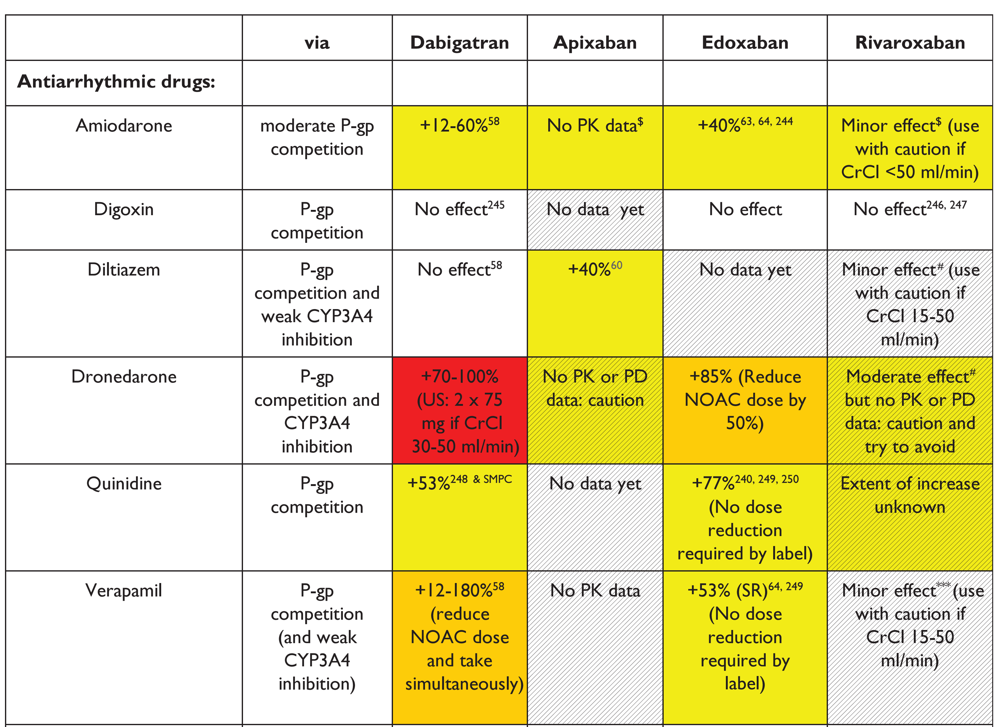 via Dabigatran Apixaban Edoxaban Rivaroxaban
Antiarrhythmic drugs:
Amiodarone
moderate P-gp
competition
+12-60%58
No PK data$
+40%63, 64, 244
Minor effect$ (use
with caution if
CrCl <50 ml/min)
Digoxin
P-gp
competition
No effect245
No data yet
No effect
No effect246, 247
Diltiazem
P-gp
competition and
weak CYP3A4
inhibition
No effect58
+40%60
No data yet
Minor effect# (use
with caution if
CrCl 15-50
ml/min)
Dronedarone
P-gp
competition and
CYP3A4
inhibition
+70-100%
(US: 2 x 75
mg if CrCl
30-50 ml/min)
No PK or PD
data: caution
+85% (Reduce
NOAC dose by
50%)
Moderate effect#
but no PK or PD
data: caution and
try to avoid
Quinidine
P-gp
competition
+53%248 & SMPC
No data yet
+77%240, 249, 250
(No dose
reduction
required by label)
Extent of increase
unknown
Verapamil
P-gp
competition
(and weak
CYP3A4
inhibition)
+12-180%58
(reduce
NOAC dose
and take
simultaneously)
No PK data
+53% (SR)64, 249
(No dose
reduction
required by
label)
Minor effect***(use
with caution if
CrCl 15-50
ml/min)